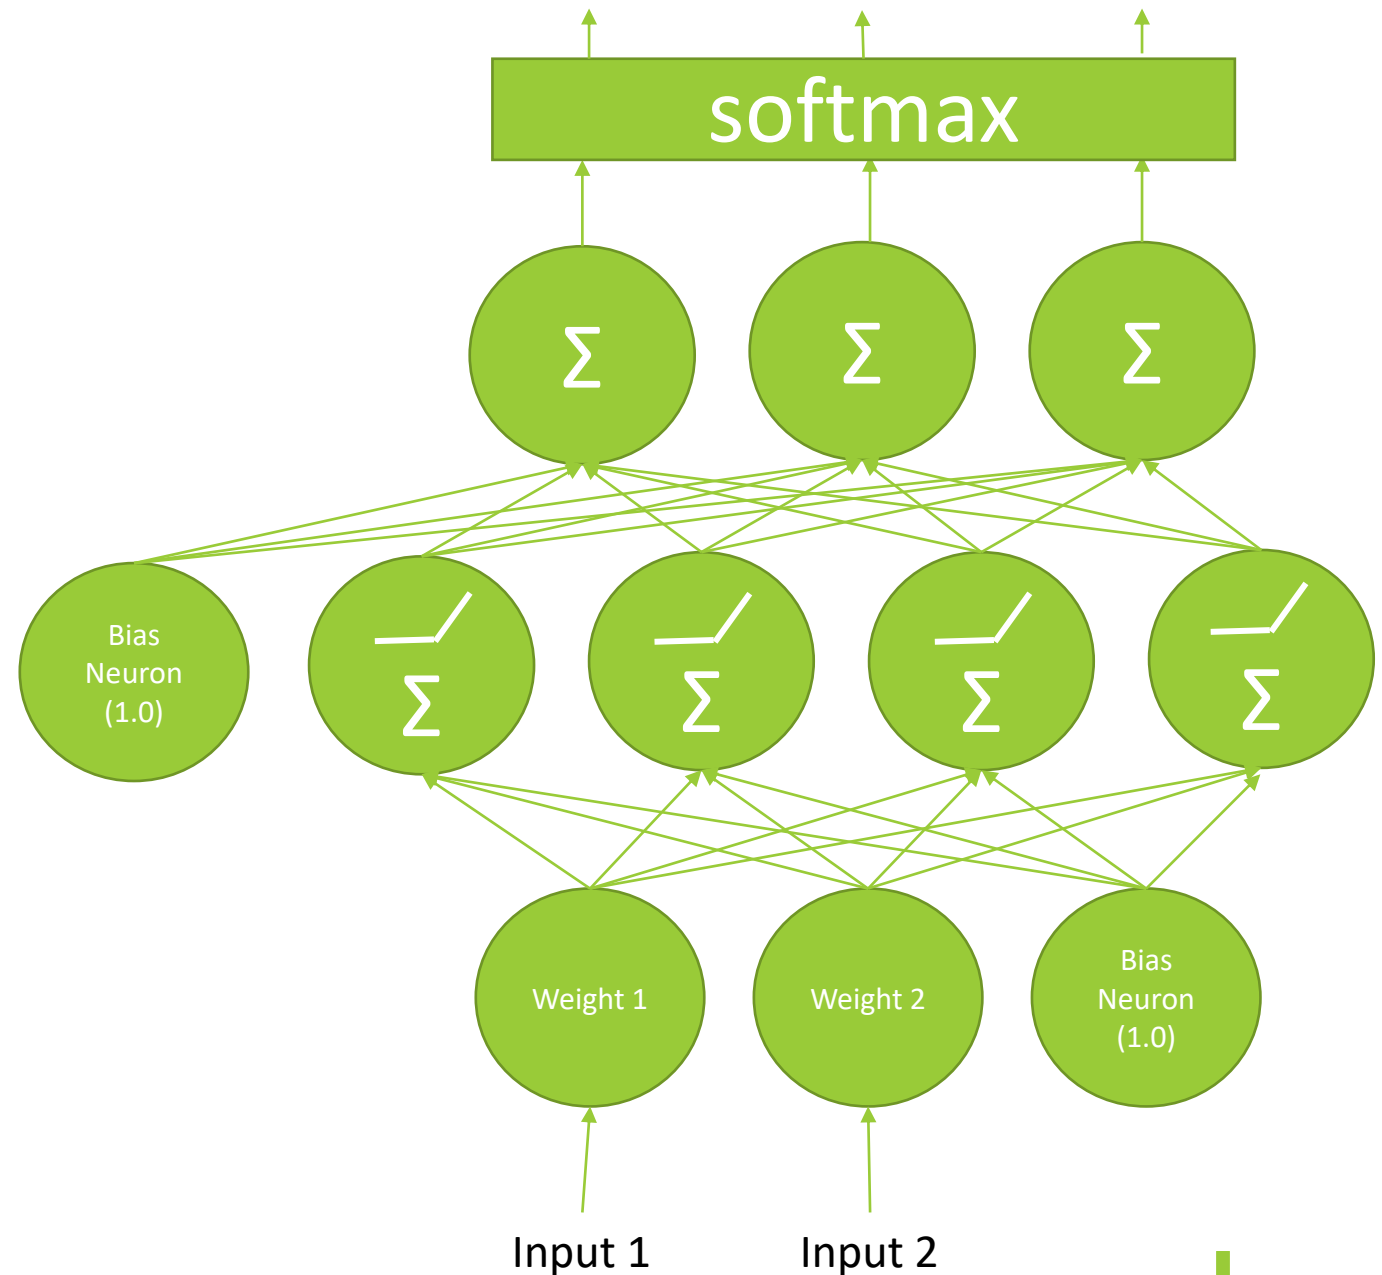 softmax
Σ Σ Σ
Bias
Neuron
(1.0)
Σ Σ Σ Σ
Weight 1
Weight 2
Bias
Neuron
(1.0)
Input 1
Input 2